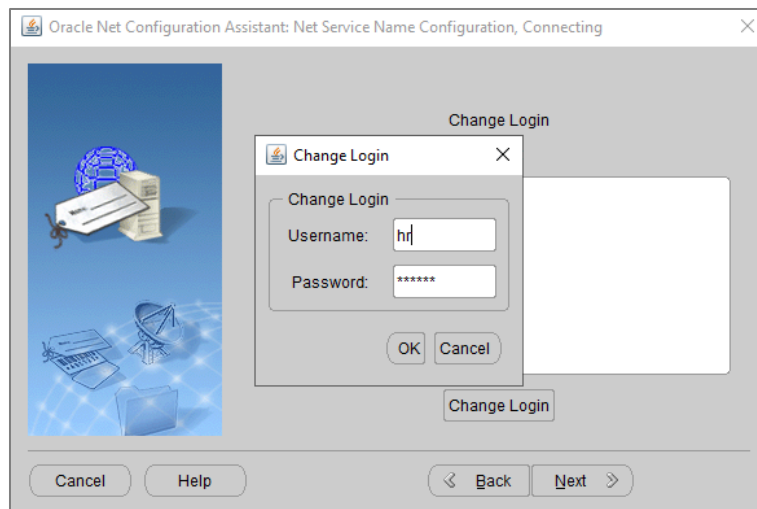 Oracle Net Configuration Assistant: Net Service Name Configuration, Connecting
Change Login
Change Login
Change Login
Username: hr
Password: ******
OK Cancel
Change Login
Cancel Help Back Next